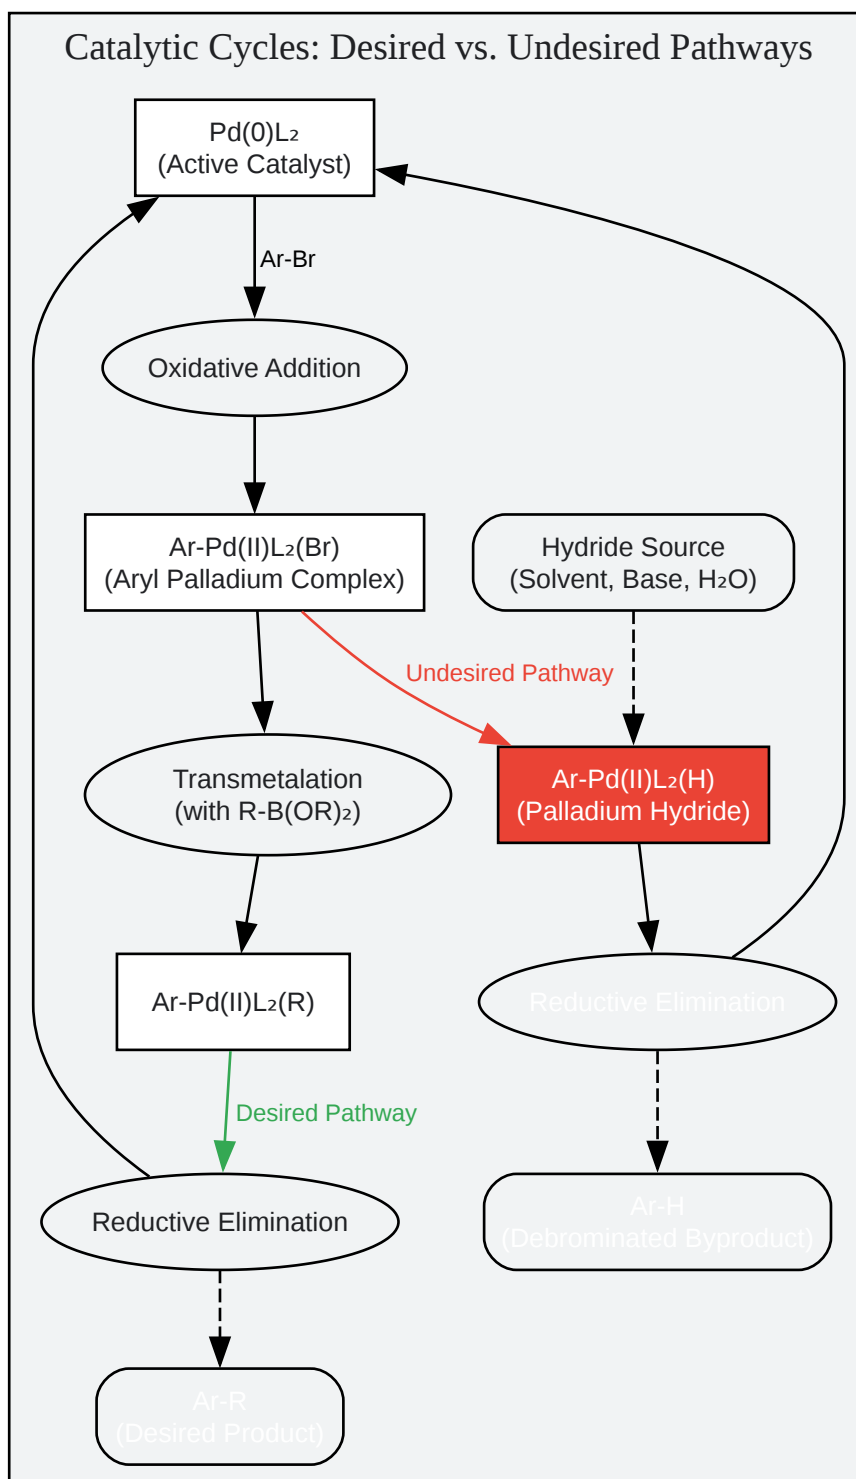 Catalytic Cycles: Desired vs. Undesired Pathways
Pd(0)L₂
(Active Catalyst)
Ar-Br
Oxidative Addition
Ar-Pd(II)L₂(Br)
(Aryl Palladium Complex)
Hydride Source
(Solvent, Base, H₂O)
Undesired Pathway
Transmetalation
(with R-B(OR)₂)
Ar-Pd(II)L₂(H)
(Palladium Hydride)
Ar-Pd(II)L₂(R)
Reductive Elimination
Desired Pathway
Reductive Elimination
Ar-H
(Debrominated Byproduct)
Ar-R
(Desired Product)